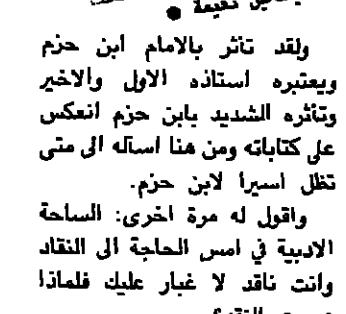 نعيمة ●
ولقد تأثر بالامام ابن حزم
ويعتبره استاذه الاول والاخير
وتأثره الشديد بابن حزم انعكس
على كتاباته ومن هنا اسأله الى متى
تظل اسيرا لابن حزم.
واقول له مرة اخرى: الساحة
الادبية في امس الحاجة الى النقاد
وانت ناقد لا غبار عليك فلماذا